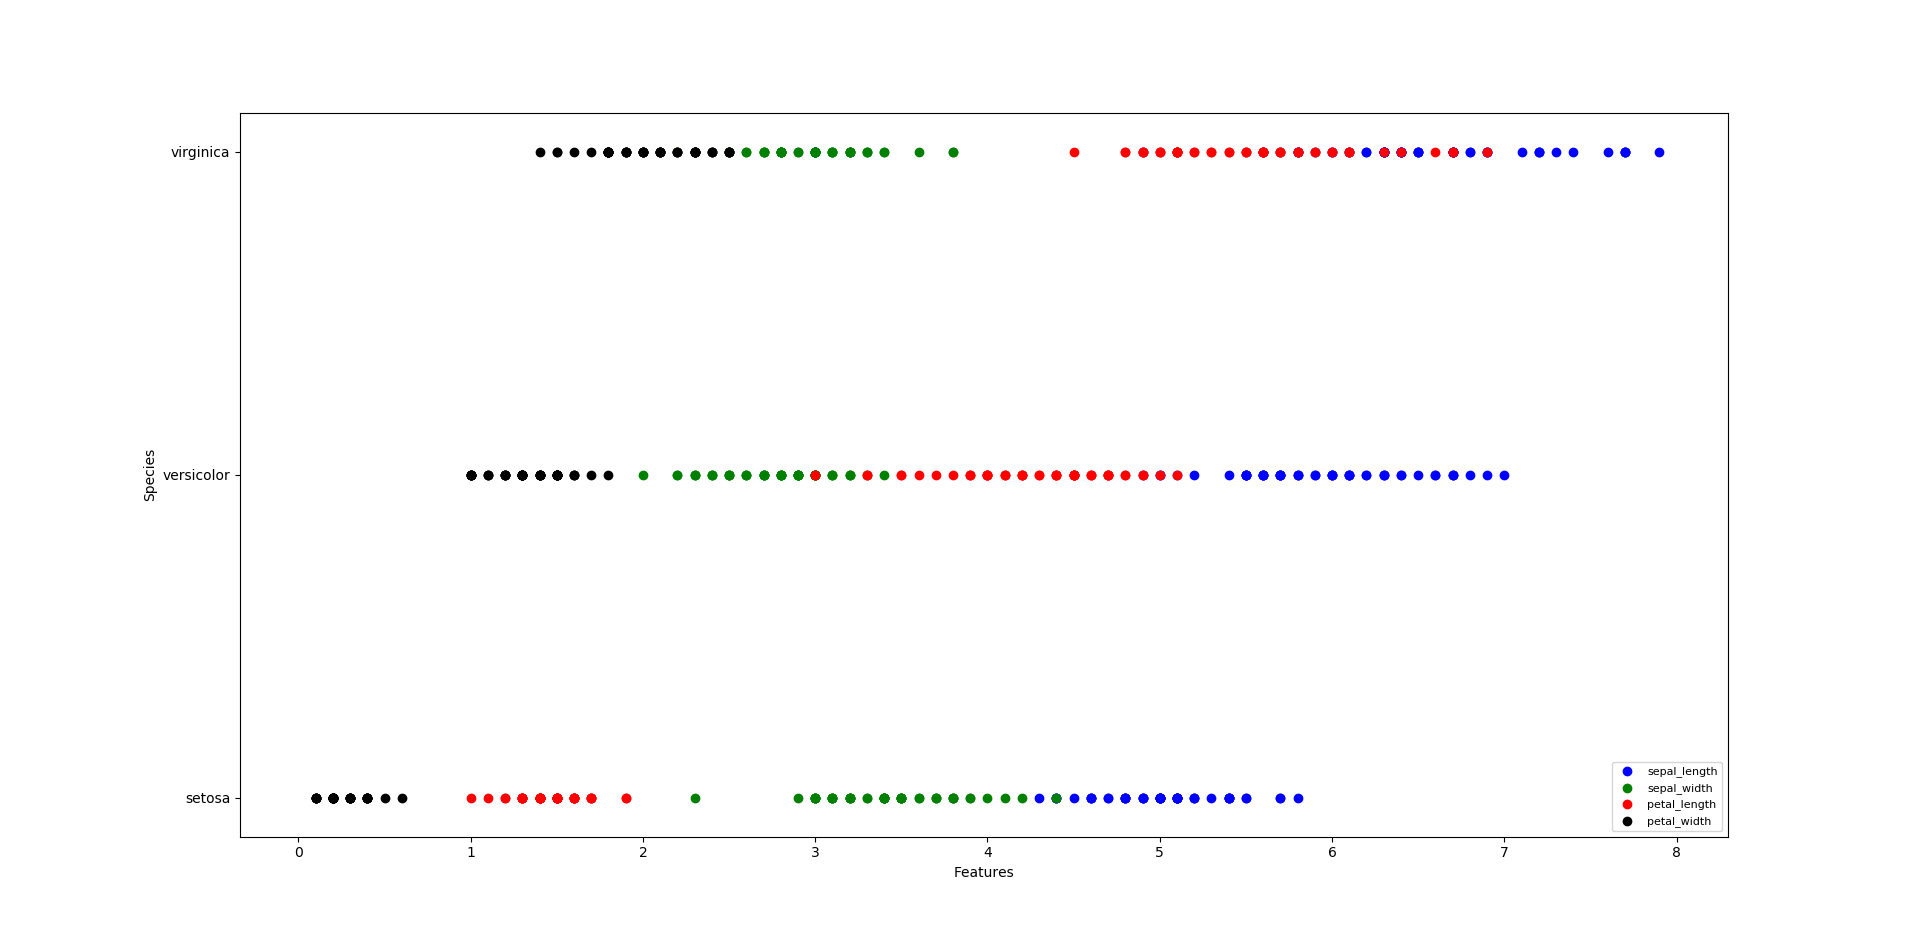 virginica
versicolor
setosa
Species
0 1 2 3 4 5 6 7 8
Features
sepal_length
sepal_width
petal_length
petal_width